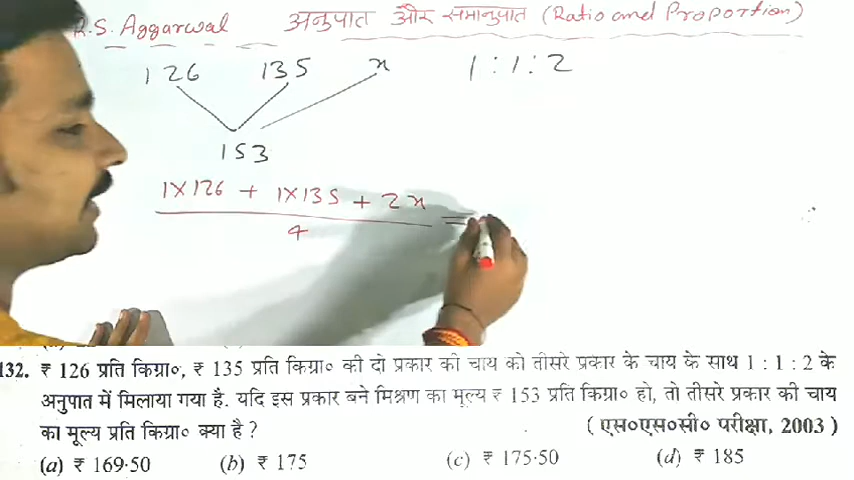 R.S. Aggarwal अनुपात और समानुपात (Ratio and Proportion)
126 135 x 1 : 1 : 2
153
1×126 + 1×135 + 2x =
4
132. ₹ 126 प्रति किग्रा०, ₹ 135 प्रति किग्रा० की दो प्रकार की चाय को तीसरे प्रकार के चाय के साथ 1 : 1 : 2 के
अनुपात में मिलाया गया है. यदि इस प्रकार बने मिश्रण का मूल्य ₹ 153 प्रति किग्रा० हो, तो तीसरे प्रकार की चाय
का मूल्य प्रति किग्रा० क्या है ? ( एस०एस०सी० परीक्षा, 2003 )
(a) ₹ 169·50 (b) ₹ 175 (c) ₹ 175·50 (d) ₹ 185